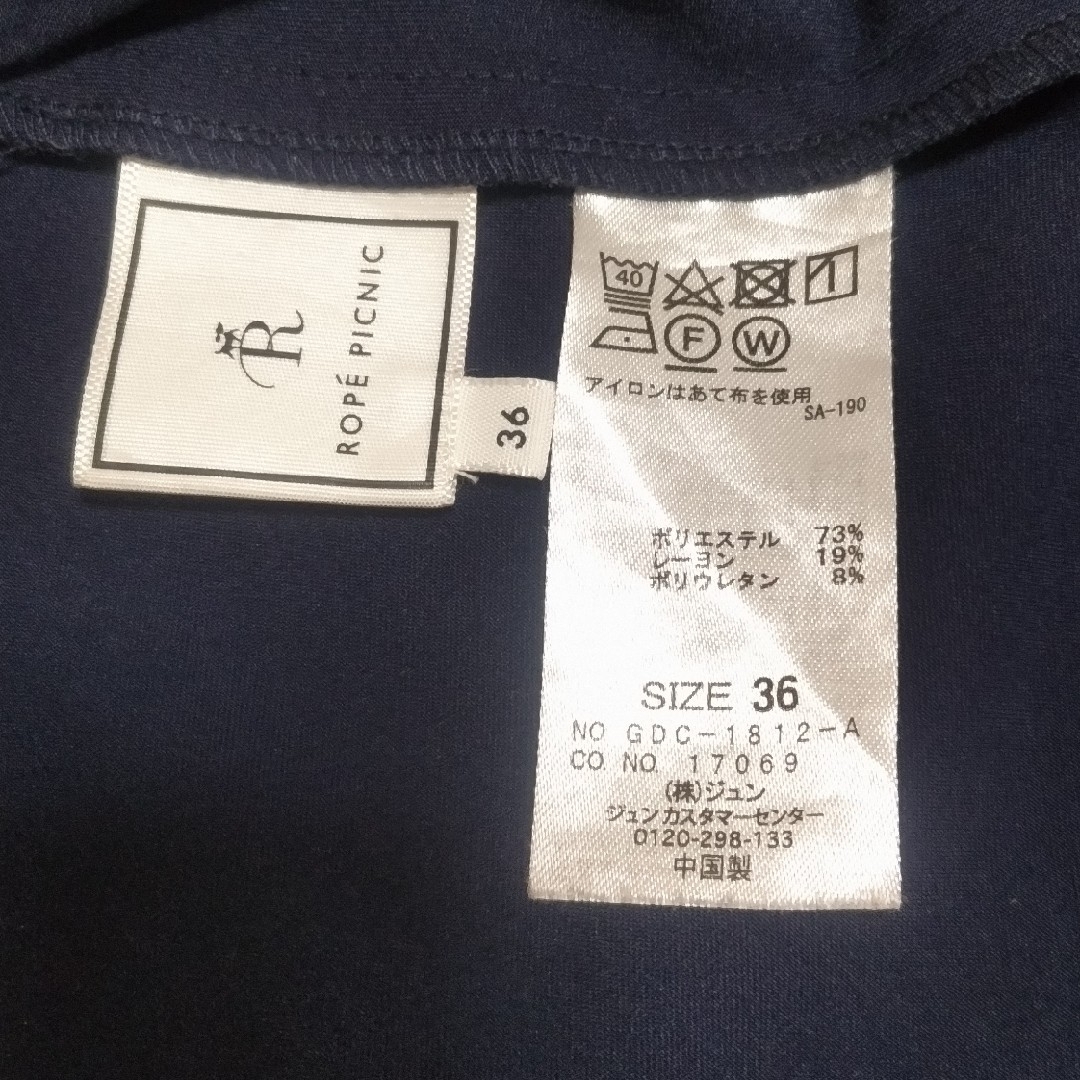 R
ROPÉ PICNIC
36
40
F W
アイロンはあて布を使用
SA-190
ポリエステル 73%
レーヨン 19%
ポリウレタン 8%
SIZE 36
NO GDC-1812-A
CO NO. 17069
(株)ジュン
ジュンカスタマーセンター
0120-298-133
中国製